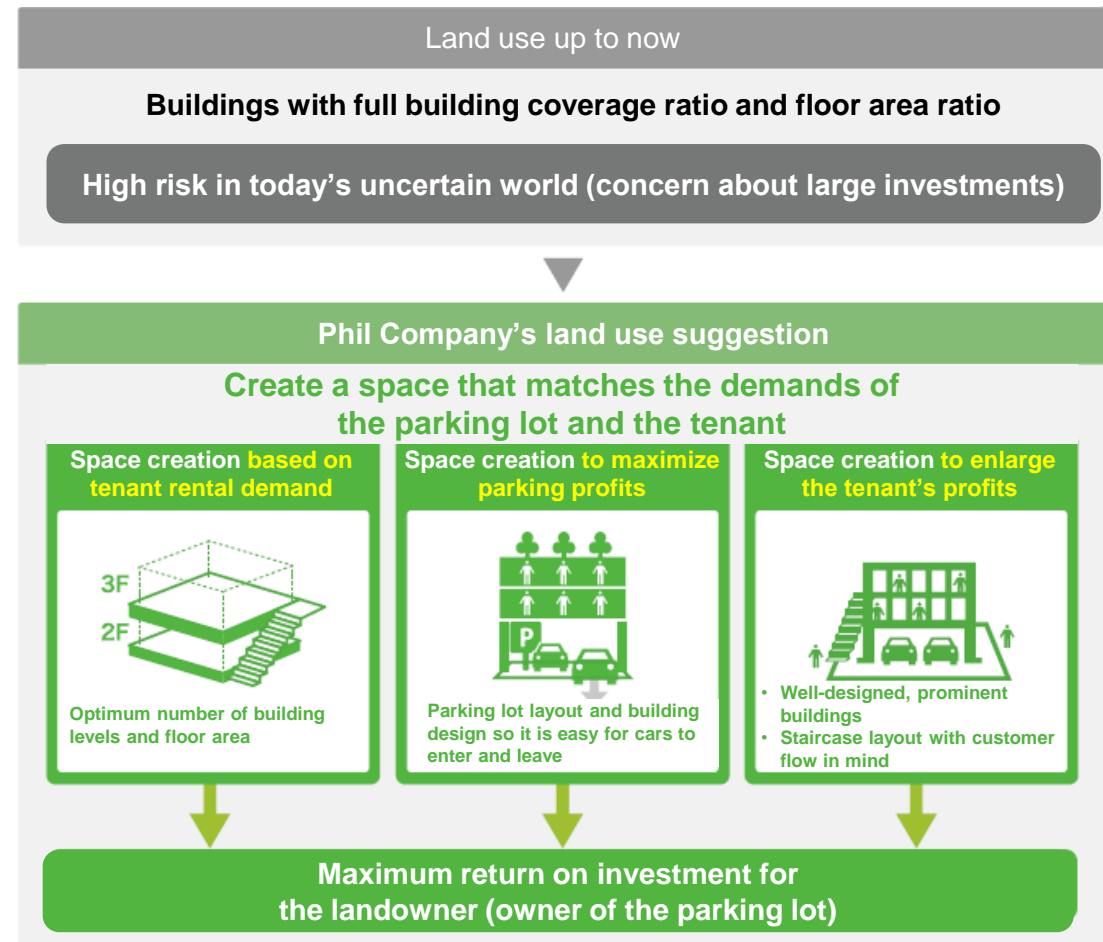 Land use up to now
Buildings with full building coverage ratio and floor area ratio
High risk in today's uncertain world (concern about large investments)
Phil Company's land use suggestion
Create a space that matches the demands of
the parking lot and the tenant
Space creation based on
tenant rental demand
3F
2F
Optimum number of building
levels and floor area
Space creation to maximize
parking profits
P
Parking lot layout and building
design so it is easy for cars to
enter and leave
Space creation to enlarge
the tenant's profits
• Well-designed, prominent
buildings
• Staircase layout with customer
flow in mind
Maximum return on investment for
the landowner (owner of the parking lot)